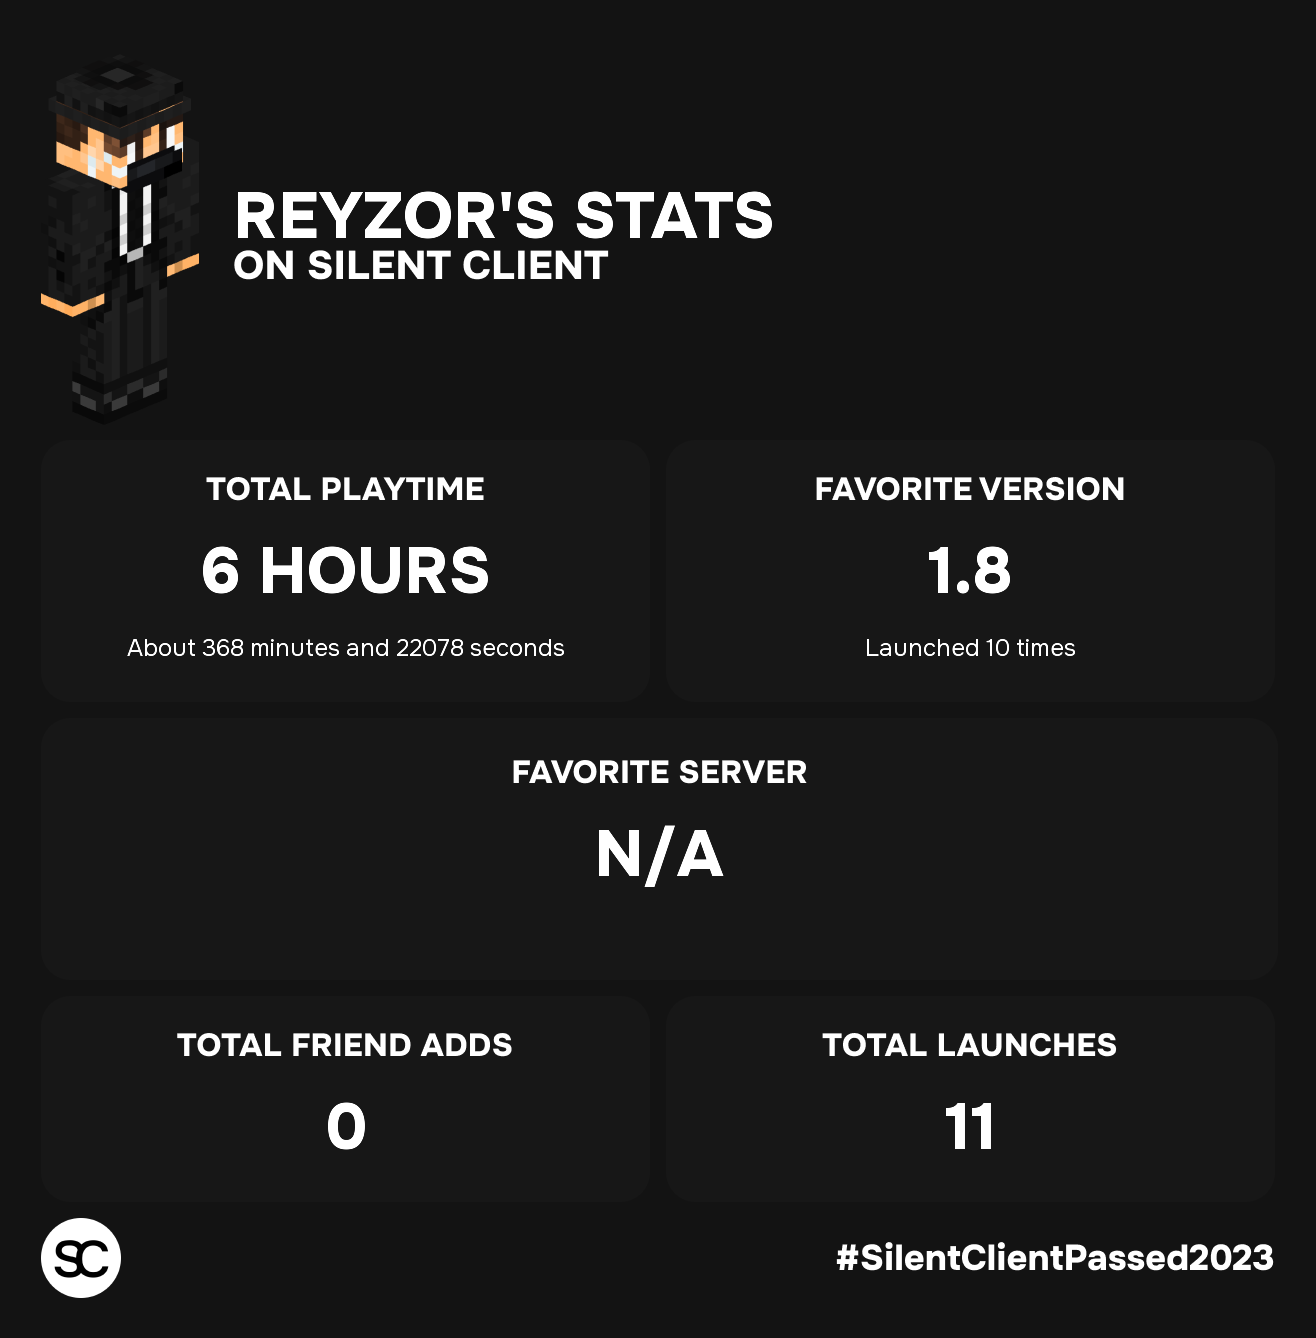 REYZOR'S STATS
ON SILENT CLIENT
TOTAL PLAYTIME
6 HOURS
About 368 minutes and 22078 seconds
FAVORITE VERSION
1.8
Launched 10 times
FAVORITE SERVER
N/A
TOTAL FRIEND ADDS
0
TOTAL LAUNCHES
11
SC
#SilentClientPassed2023